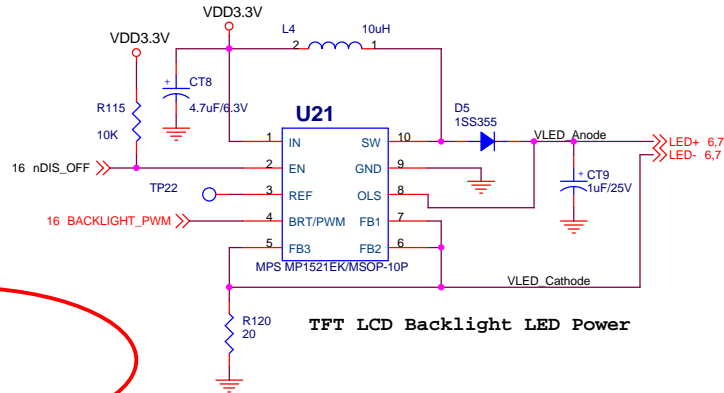 VDD3.3V
L4 10uH
VDD3.3V
2 1
+ CT8
4.7uF/6.3V
R115
10K
U21
D5
1SS355
1 IN SW 10
VLED_Anode
LED+ 6,7
LED- 6,7
16 nDIS_OFF
2 EN GND 9
+ CT9
1uF/25V
TP22
3 REF OLS 8
16 BACKLIGHT_PWM
4 BRT/PWM FB1 7
5 FB3 FB2 6
MPS MP1521EK/MSOP-10P
VLED_Cathode
R120
20
TFT LCD Backlight LED Power